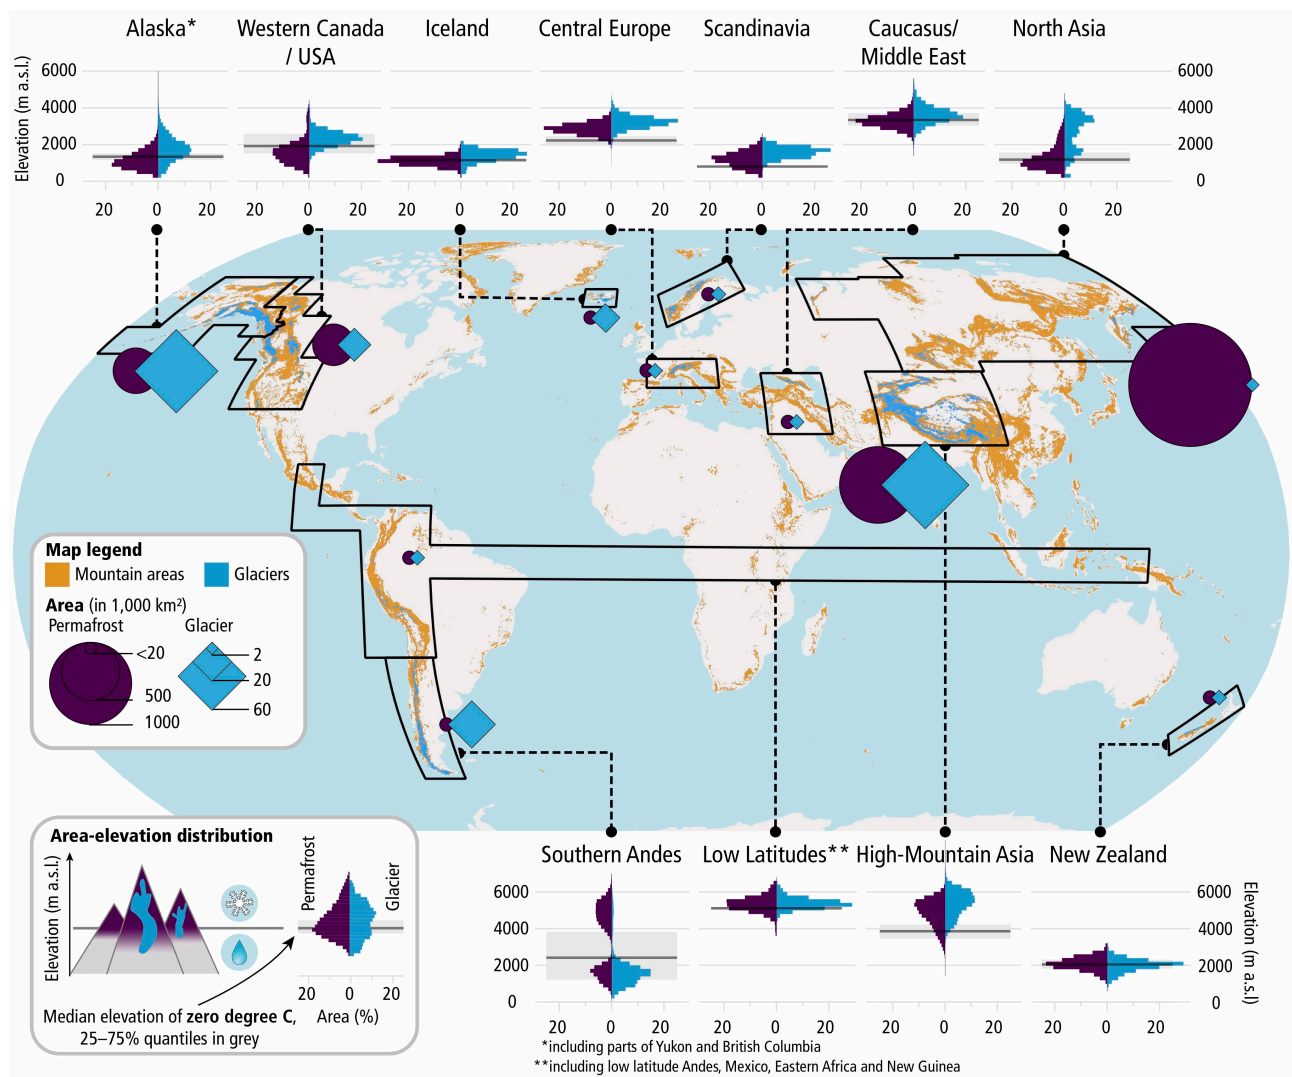 Alaska*
Western Canada / USA
Iceland
Central Europe
Scandinavia
Caucasus/ Middle East
North Asia
Elevation (m a.s.l.)
6000
4000
2000
0
6000
4000
2000
0
20 0 20
20 0 20
20 0 20
20 0 20
20 0 20
20 0 20
20 0 20
Map legend
Mountain areas
Glaciers
Area (in 1,000 km²)
Permafrost
Glacier
<20
500
1000
2
20
60
Area-elevation distribution
Elevation (m a.s.l)
Permafrost
Glacier
20 0 20
Area (%)
Median elevation of zero degree C,
25–75% quantiles in grey
Southern Andes
Low Latitudes**
High-Mountain Asia
New Zealand
6000
4000
2000
0
6000
4000
2000
0
Elevation (m a.s.l)
20 0 20
20 0 20
20 0 20
20 0 20
*including parts of Yukon and British Columbia
**including low latitude Andes, Mexico, Eastern Africa and New Guinea